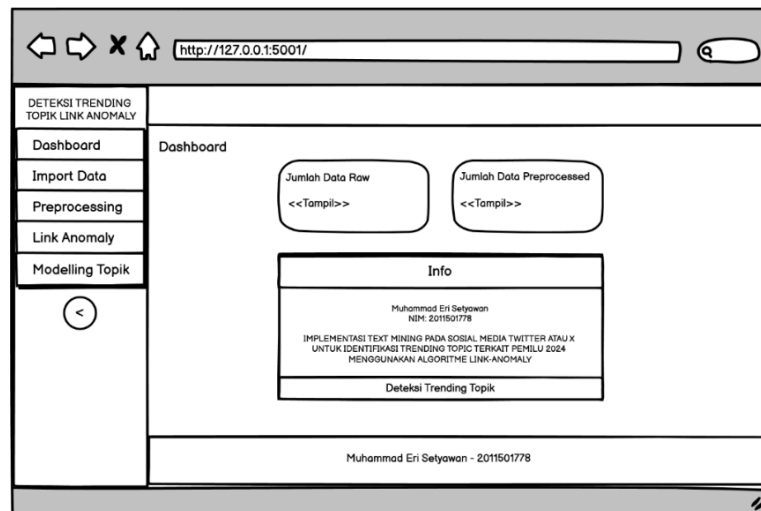 http://127.0.0.1:5001/
DETEKSI TRENDING
TOPIK LINK ANOMALY
Dashboard
Import Data
Preprocessing
Link Anomaly
Modelling Topik
<
Dashboard
Jumlah Data Raw
<<Tampil>>
Jumlah Data Preprocessed
<<Tampil>>
Info
Muhammad Eri Setyawan
NIM: 2011501778
IMPLEMENTASI TEXT MINING PADA SOSIAL MEDIA TWITTER ATAU X
UNTUK IDENTIFIKASI TRENDING TOPIC TERKAIT PEMILU 2024
MENGGUNAKAN ALGORITME LINK-ANOMALY
Deteksi Trending Topik
Muhammad Eri Setyawan - 2011501778